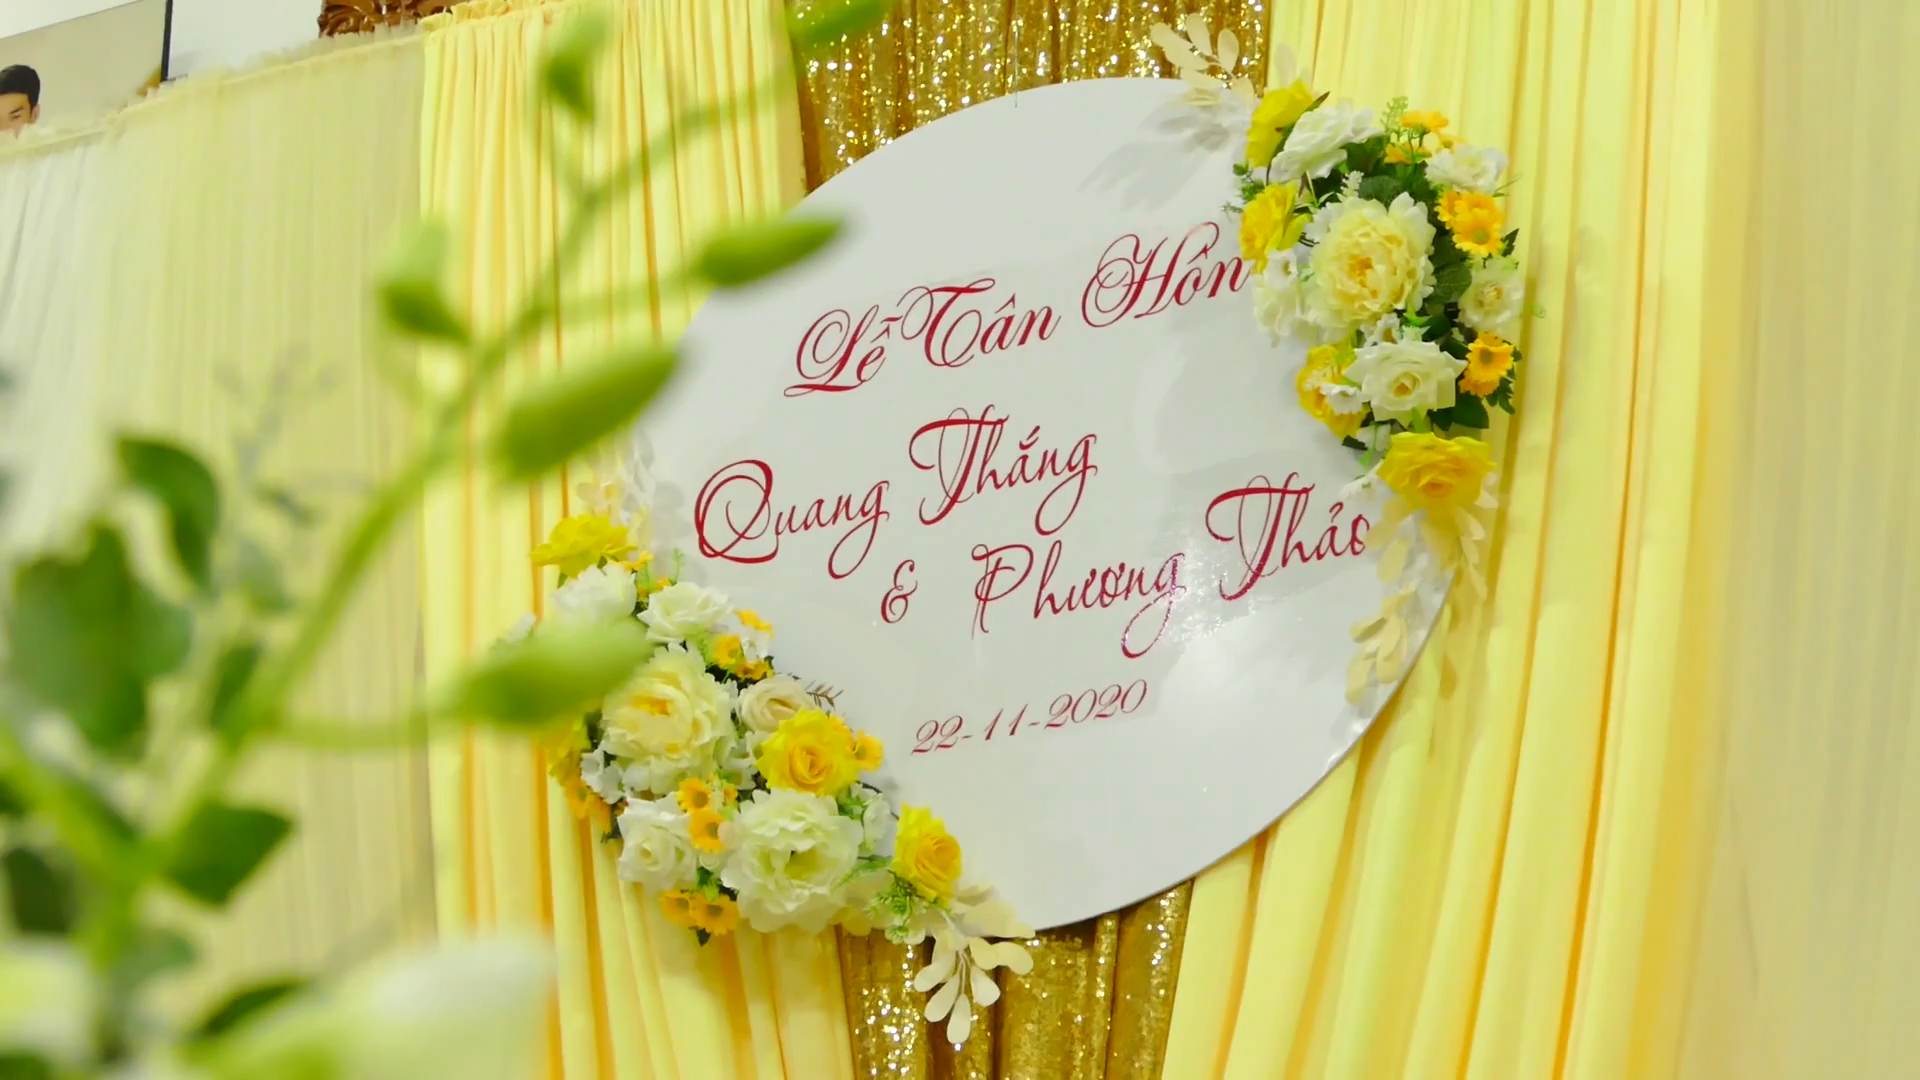 Lễ Tân Hôn
Quang Thắng
& Phương Thảo
22-11-2020